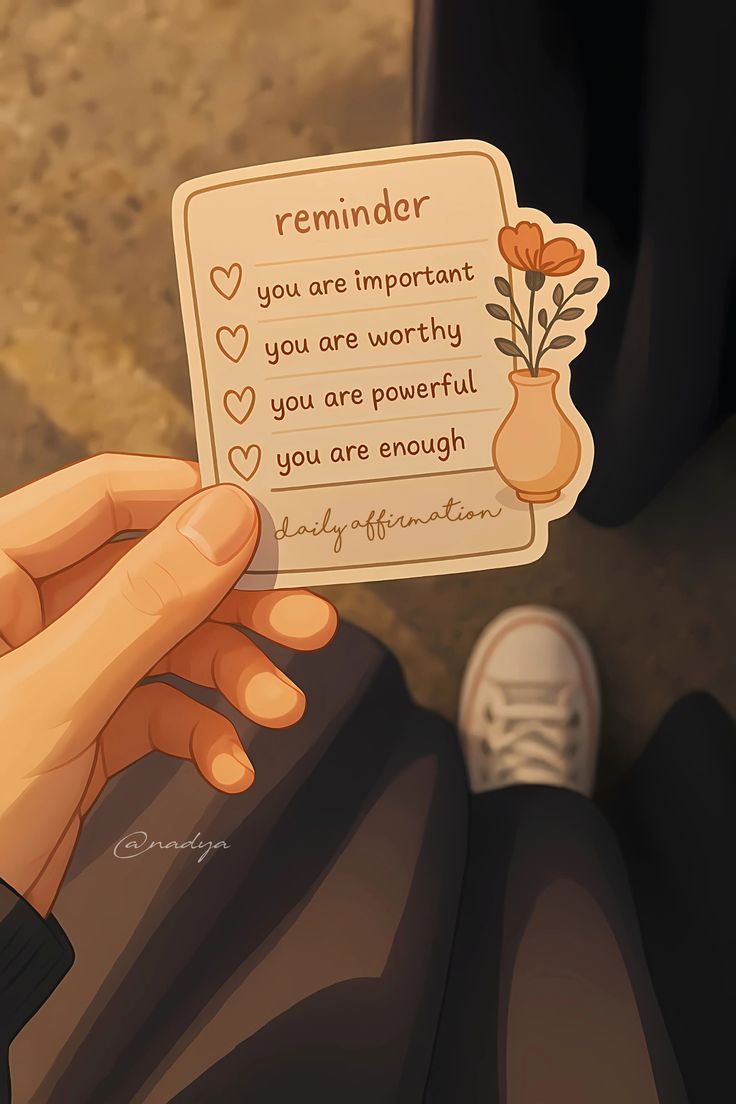 reminder
you are important
you are worthy
you are powerful
you are enough
daily affirmation
@nadya